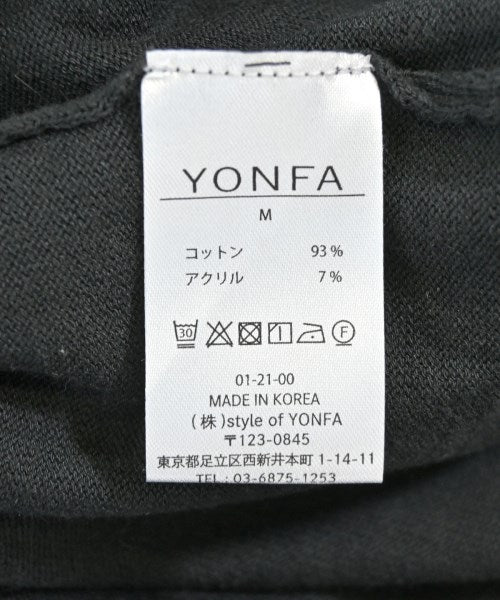 YONFA
M
コットン 93%
アクリル 7%
30 F
01-21-00
MADE IN KOREA
(株)style of YONFA
〒123-0845
東京都足立区西新井本町1-14-11
TEL : 03-6875-1253